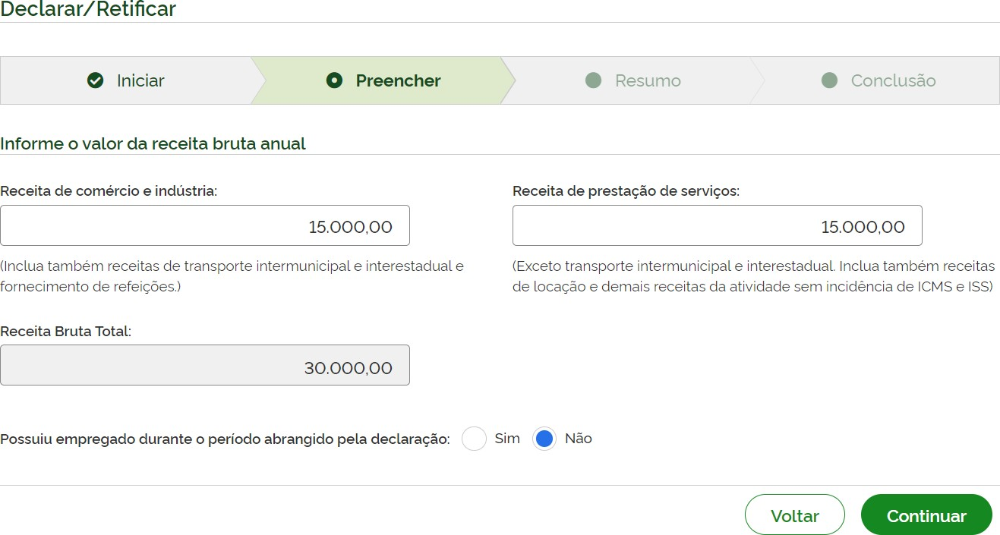 Declarar/Retificar
Iniciar
Preencher
Resumo
Conclusão
Informe o valor da receita bruta anual
Receita de comércio e indústria:
15.000,00
(Inclua também receitas de transporte intermunicipal e interestadual e
fornecimento de refeições.)
Receita de prestação de serviços:
15.000,00
(Exceto transporte intermunicipal e interestadual. Inclua também receitas
de locação e demais receitas da atividade sem incidência de ICMS e ISS)
Receita Bruta Total:
30.000,00
Possuiu empregado durante o período abrangido pela declaração: Sim Não
Voltar
Continuar